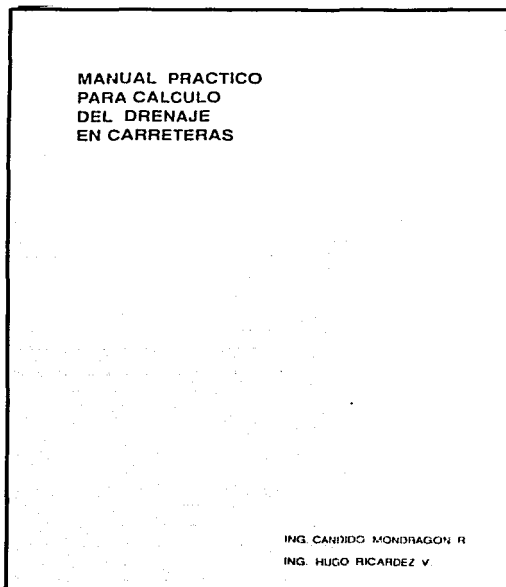 MANUAL PRACTICO
PARA CALCULO
DEL DRENAJE
EN CARRETERAS
ING. CANDIDO MONDRAGON R
ING. HUGO RICARDEZ V.